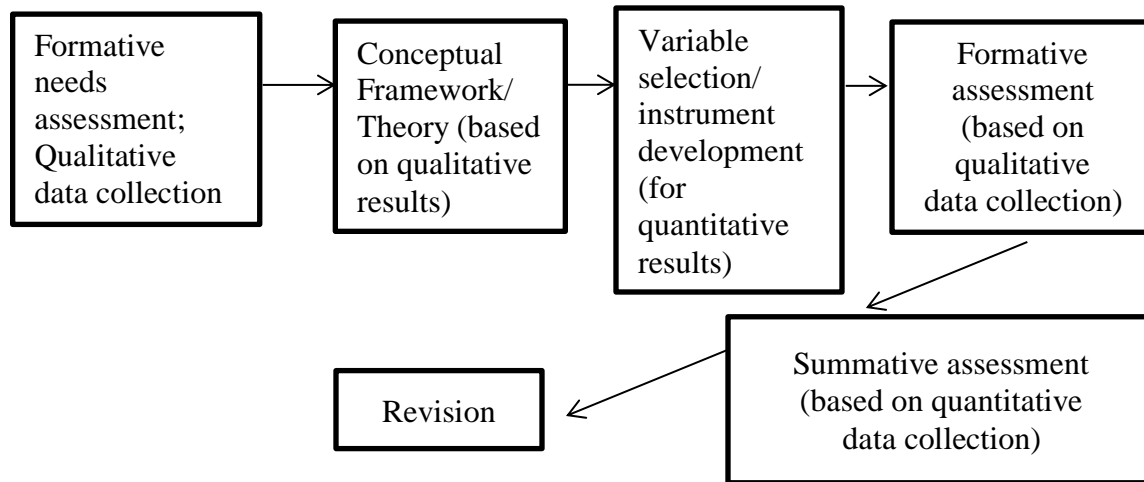 Formative
needs
assessment;
Qualitative
data collection
Conceptual
Framework/
Theory (based
on qualitative
results)
Variable
selection/
instrument
development
(for
quantitative
results)
Formative
assessment
(based on
qualitative
data collection)
Summative assessment
(based on quantitative
data collection)
Revision